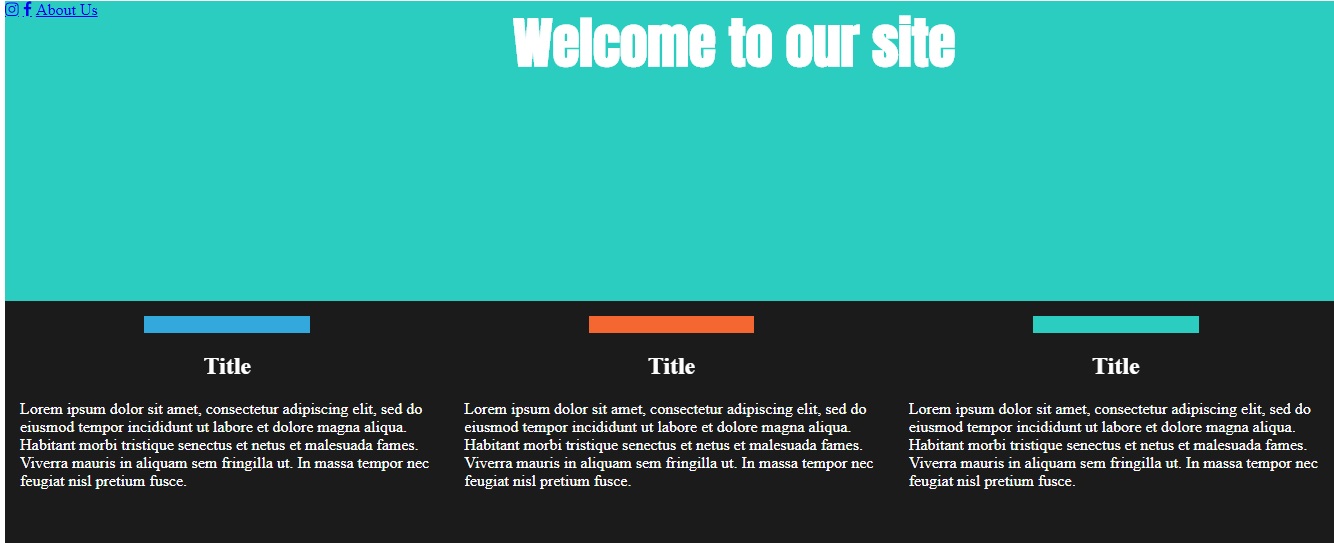 About Us
Welcome to our site
Title
Lorem ipsum dolor sit amet, consectetur adipiscing elit, sed do
eiusmod tempor incididunt ut labore et dolore magna aliqua.
Habitant morbi tristique senectus et netus et malesuada fames.
Viverra mauris in aliquam sem fringilla ut. In massa tempor nec
feugiat nisl pretium fusce.
Title
Lorem ipsum dolor sit amet, consectetur adipiscing elit, sed do
eiusmod tempor incididunt ut labore et dolore magna aliqua.
Habitant morbi tristique senectus et netus et malesuada fames.
Viverra mauris in aliquam sem fringilla ut. In massa tempor nec
feugiat nisl pretium fusce.
Title
Lorem ipsum dolor sit amet, consectetur adipiscing elit, sed do
eiusmod tempor incididunt ut labore et dolore magna aliqua.
Habitant morbi tristique senectus et netus et malesuada fames.
Viverra mauris in aliquam sem fringilla ut. In massa tempor nec
feugiat nisl pretium fusce.